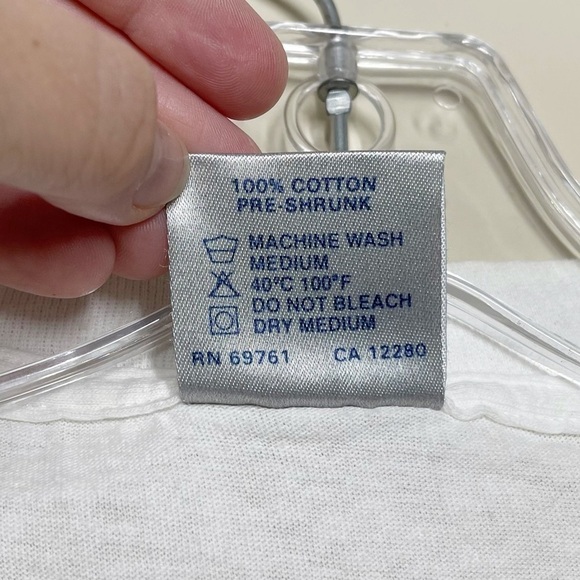 100% COTTON
PRE-SHRUNK
MACHINE WASH
MEDIUM
40°C 100°F
DO NOT BLEACH
DRY MEDIUM
RN 69761 CA 12280